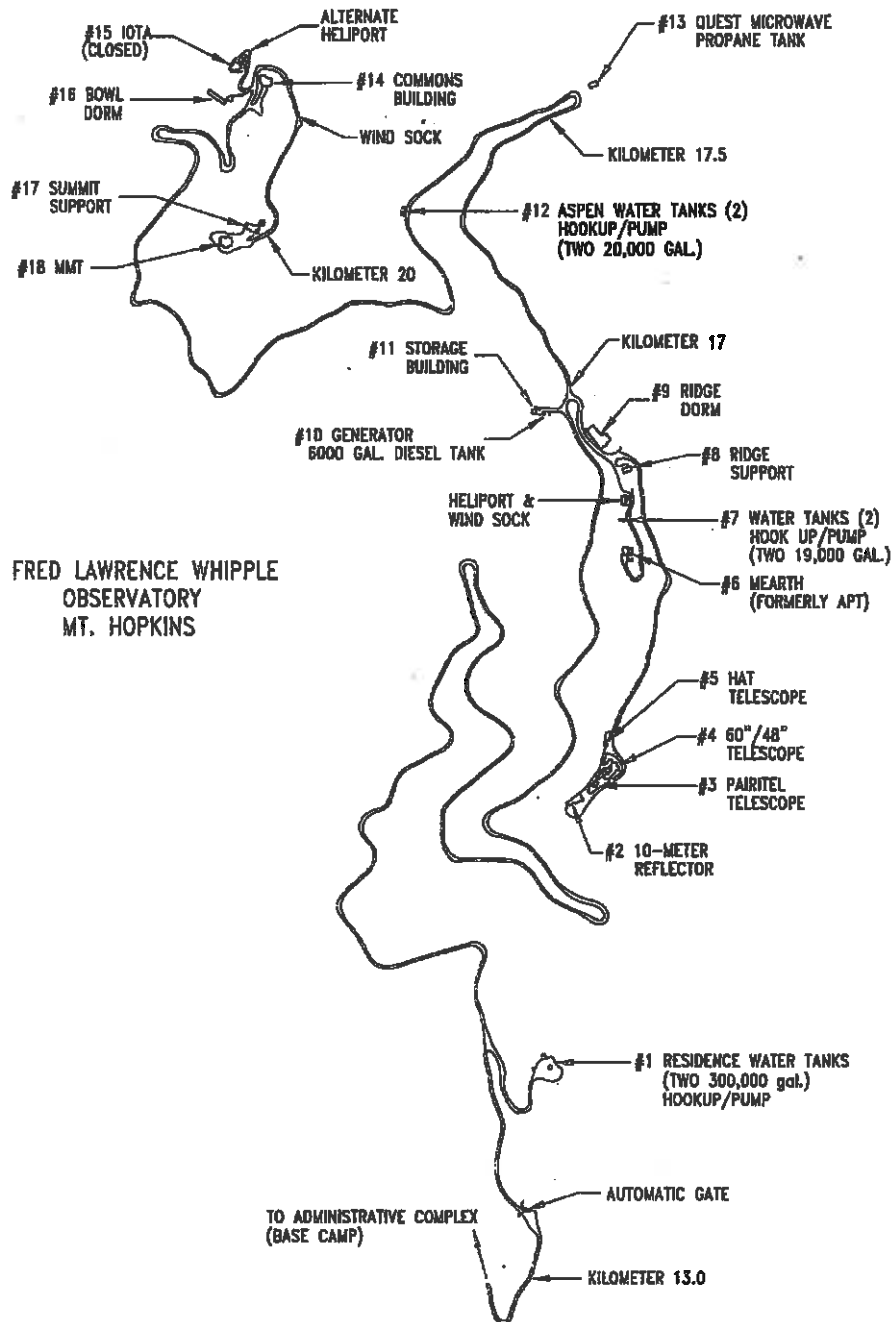 #15 IOTA
(CLOSED)
ALTERNATE
HELIPORT
#13 QUEST MICROWAVE
PROPANE TANK
#14 COMMONS
BUILDING
#16 BOWL
DORM
WIND SOCK
KILOMETER 17.5
#17 SUMMIT
SUPPORT
#12 ASPEN WATER TANKS (2)
HOOKUP/PUMP
(TWO 20,000 GAL.)
#18 MMT
KILOMETER 20
#11 STORAGE
BUILDING
KILOMETER 17
#9 RIDGE
DORM
#10 GENERATOR
6000 GAL. DIESEL TANK
#8 RIDGE
SUPPORT
HELIPORT &
WIND SOCK
#7 WATER TANKS (2)
HOOK UP/PUMP
(TWO 19,000 GAL.)
FRED LAWRENCE WHIPPLE
OBSERVATORY
MT. HOPKINS
#6 MEARTH
(FORMERLY APT)
#5 HAT
TELESCOPE
#4 60"/48"
TELESCOPE
#3 PAIRITEL
TELESCOPE
#2 10-METER
REFLECTOR
#1 RESIDENCE WATER TANKS
(TWO 300,000 gal.)
HOOKUP/PUMP
AUTOMATIC GATE
TO ADMINISTRATIVE COMPLEX
(BASE CAMP)
KILOMETER 13.0